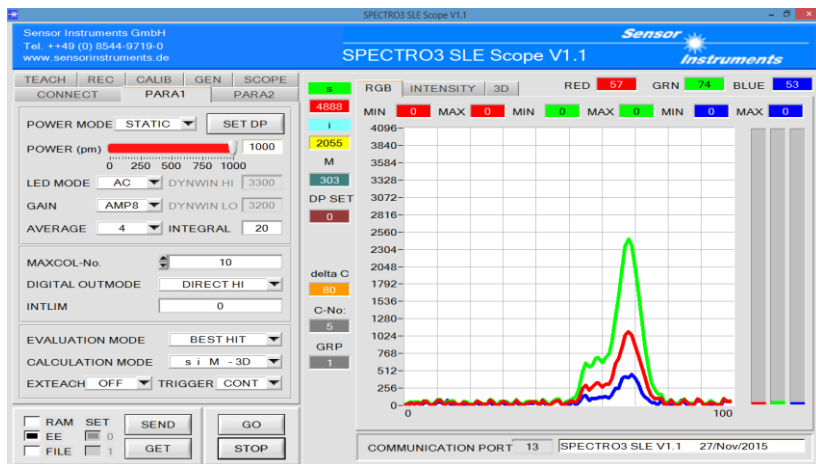 SPECTRO3 SLE Scope V1.1
Sensor Instruments GmbH
Tel. ++49 (0) 8544-9719-0
www.sensorinstruments.de
SPECTRO3 SLE Scope V1.1
Sensor
Instruments
TEACH REC CALIB GEN SCOPE
CONNECT PARA1 PARA2
POWER MODE STATIC SET DP
POWER (pm) 1000
0 250 500 750 1000
LED MODE AC DYNWIN HI 3300
GAIN AMP8 DYNWIN LO 3200
AVERAGE 4 INTEGRAL 20
MAXCOL-No. 10
DIGITAL OUTMODE DIRECT HI
INTLIM 0
EVALUATION MODE BEST HIT
CALCULATION MODE s i M - 3D
EXTEACH OFF TRIGGER CONT
RAM SET SEND GO
EE 0
FILE 1 GET STOP
s
4888
i
2055
M
303
DP SET
0
delta C
80
C-No:
5
GRP
1
RGB INTENSITY 3D RED 57 GRN 74 BLUE 53
MIN 0 MAX 0 MIN 0 MAX 0 MIN 0 MAX 0
4096-
3840-
3584-
3328-
3072-
2816-
2560-
2304-
2048-
1792-
1536-
1280-
1024-
768-
512-
256-
0-
0 100
COMMUNICATION PORT 13 SPECTRO3 SLE V1.1 27/Nov/2015